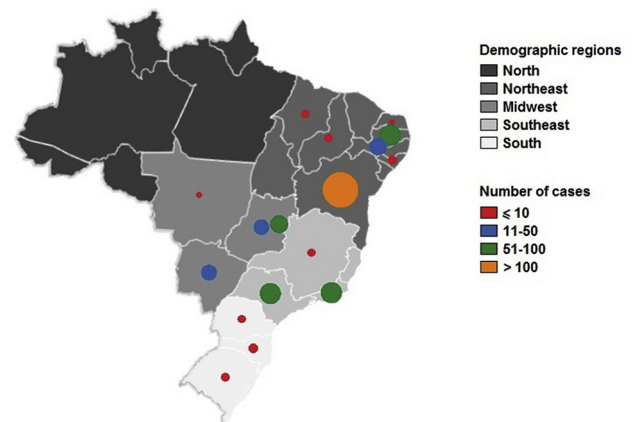 Demographic regions
North
Northeast
Midwest
Southeast
South
Number of cases
⩽ 10
11-50
51-100
> 100